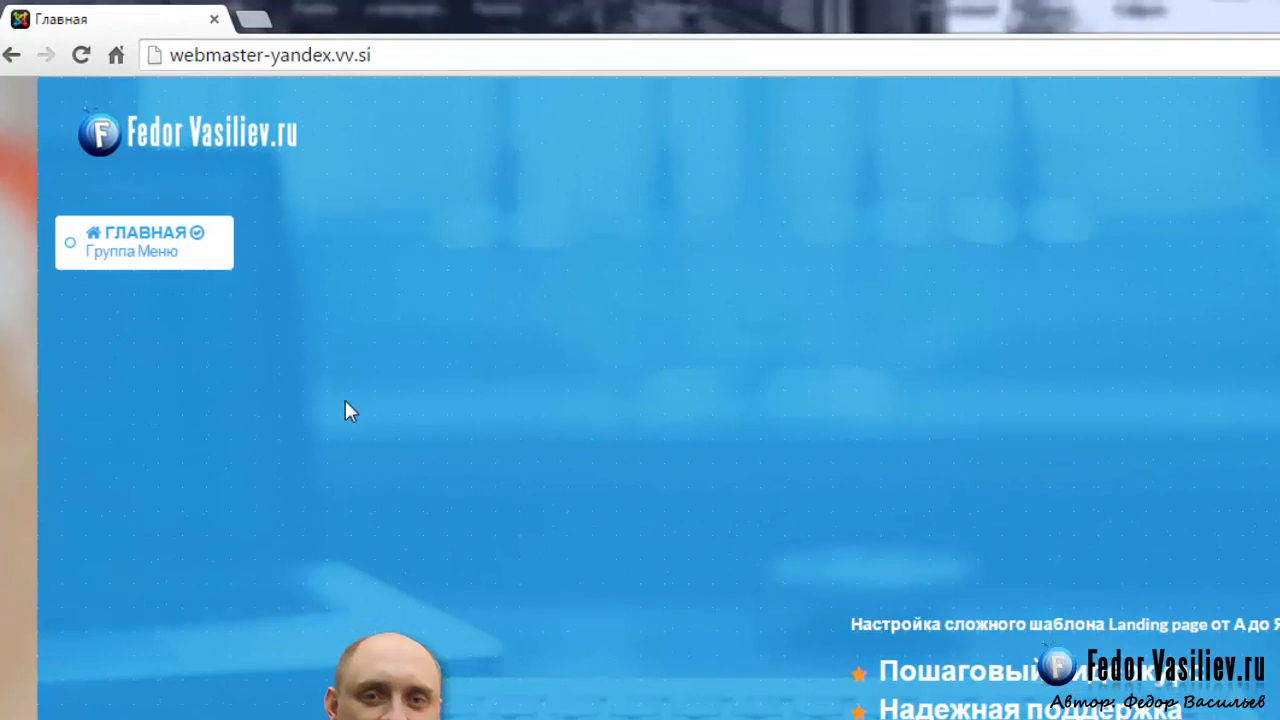 Главная
webmaster-yandex.vv.si
F Fedor Vasiliev.ru
ГЛАВНАЯ
Группа Меню
Настройка сложного шаблона Landing page от А до Я
Пошаговый
Надежная поддержка
F Fedor Vasiliev.ru
Автор: Федор Васильев